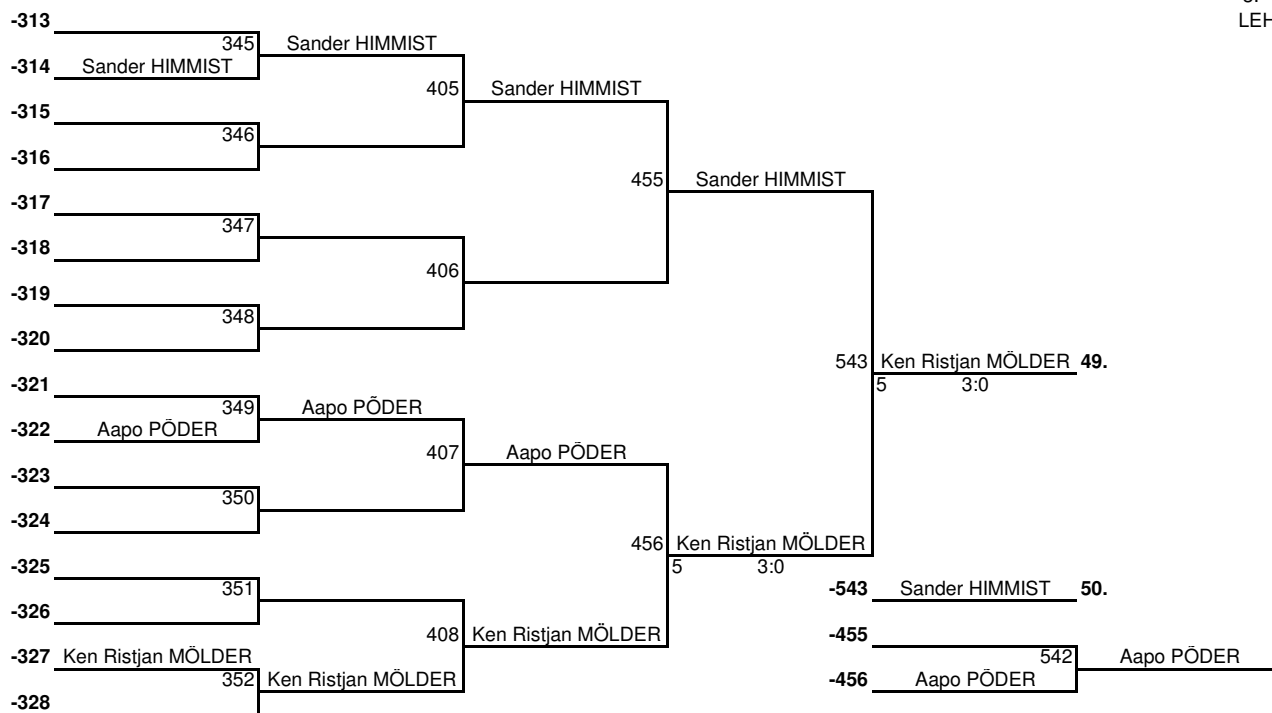 LEH
-313
345 Sander HIMMIST
-314 Sander HIMMIST
405 Sander HIMMIST
-315
346
-316
455 Sander HIMMIST
-317
347
-318
406
-319
348
-320
543 Ken Ristjan MÖLDER 49.
5 3:0
-321
349 Aapo PÕDER
-322 Aapo PÕDER
407 Aapo PÕDER
-323
350
-324
456 Ken Ristjan MÖLDER
5 3:0
-325
351
-543 Sander HIMMIST 50.
-326
408 Ken Ristjan MÖLDER
-455
-327 Ken Ristjan MÖLDER
542 Aapo PÕDER
352 Ken Ristjan MÖLDER
-456 Aapo PÕDER
-328